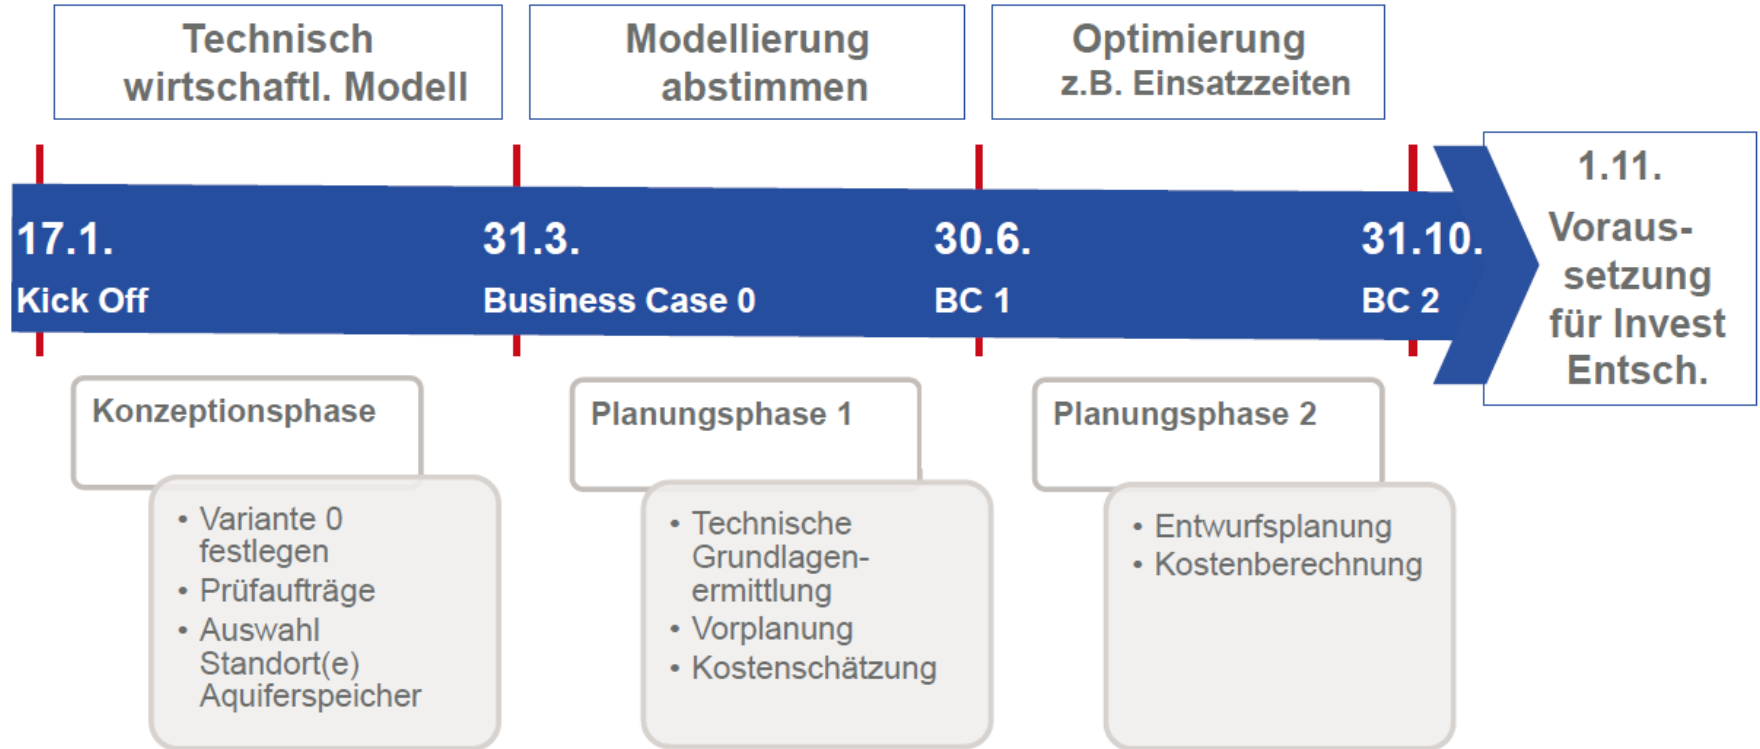 Technisch
wirtschaftl. Modell
Modellierung
abstimmen
Optimierung
z.B. Einsatzzeiten
17.1.
Kick Off
31.3.
Business Case 0
30.6.
BC 1
31.10.
BC 2
1.11.
Voraus-
setzung
für Invest
Entsch.
Konzeptionsphase
• Variante 0
festlegen
• Prüfaufträge
• Auswahl
Standort(e)
Aquiferspeicher
Planungsphase 1
• Technische
Grundlagen-
ermittlung
• Vorplanung
• Kostenschätzung
Planungsphase 2
• Entwurfsplanung
• Kostenberechnung